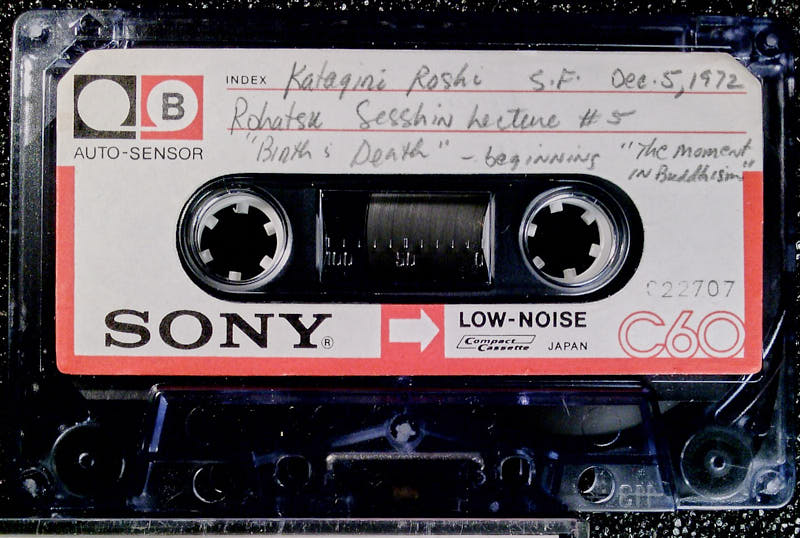 INDEX Katagiri Roshi S.F. Dec. 5, 1972
B
Rohatsu Sesshin Lecture #5
AUTO-SENSOR
"Birth & Death" - beginning "The Moment
in Buddhism"
100 50 0
C22707
SONY®
LOW-NOISE
Compact
Cassette
JAPAN
C60